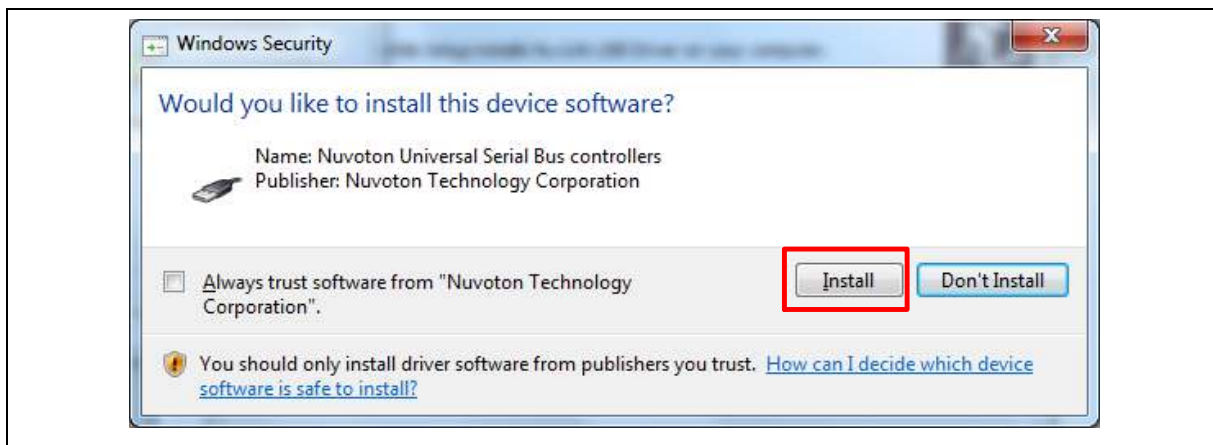 Windows Security
Would you like to install this device software?
Name: Nuvoton Universal Serial Bus controllers
Publisher: Nuvoton Technology Corporation
Always trust software from "Nuvoton Technology
Corporation".
Install
Don't Install
You should only install driver software from publishers you trust. How can I decide which device
software is safe to install?